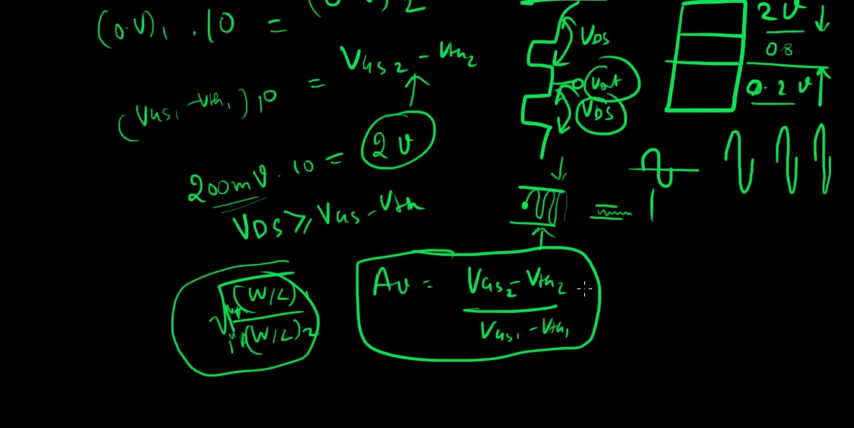 (o.v)₁ .10 = (o.v)₂
(VGS₁ - Vth₁) 10 = VGS₂ - Vth₂
200mV . 10 = 2V
VDS ≥ VGS - Vth
√((W/L) / (W/L)₂)
Av = (VGS₂ - Vth₂) / (VGS₁ - Vth₁)
VDS
Vout
VDS
2V
0.8
0.2V